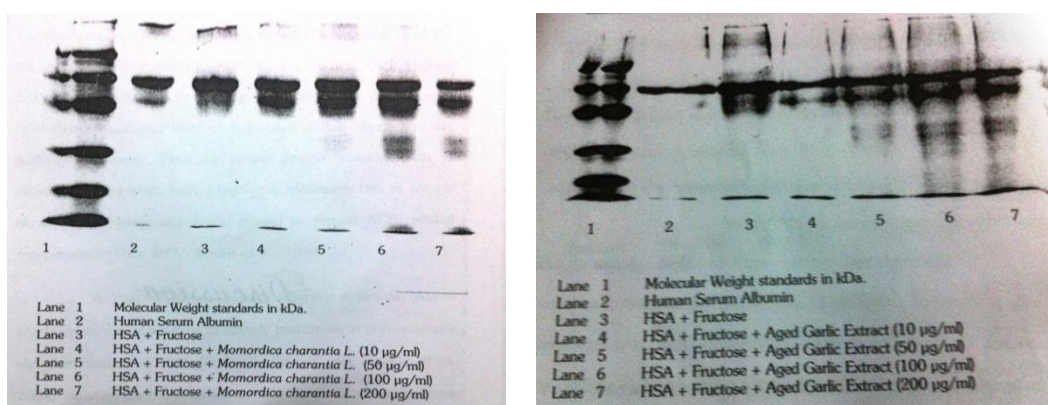 1 2 3 4 5 6 7
Lane 1 Molecular Weight standards in kDa.
Lane 2 Human Serum Albumin
Lane 3 HSA + Fructose
Lane 4 HSA + Fructose + Momordica charantia L. (10 µg/ml)
Lane 5 HSA + Fructose + Momordica charantia L. (50 µg/ml)
Lane 6 HSA + Fructose + Momordica charantia L. (100 µg/ml)
Lane 7 HSA + Fructose + Momordica charantia L. (200 µg/ml)
1 2 3 4 5 6 7
Lane 1 Molecular Weight standards in kDa.
Lane 2 Human Serum Albumin
Lane 3 HSA + Fructose
Lane 4 HSA + Fructose + Aged Garlic Extract (10 µg/ml)
Lane 5 HSA + Fructose + Aged Garlic Extract (50 µg/ml)
Lane 6 HSA + Fructose + Aged Garlic Extract (100 µg/ml)
Lane 7 HSA + Fructose + Aged Garlic Extract (200 µg/ml)